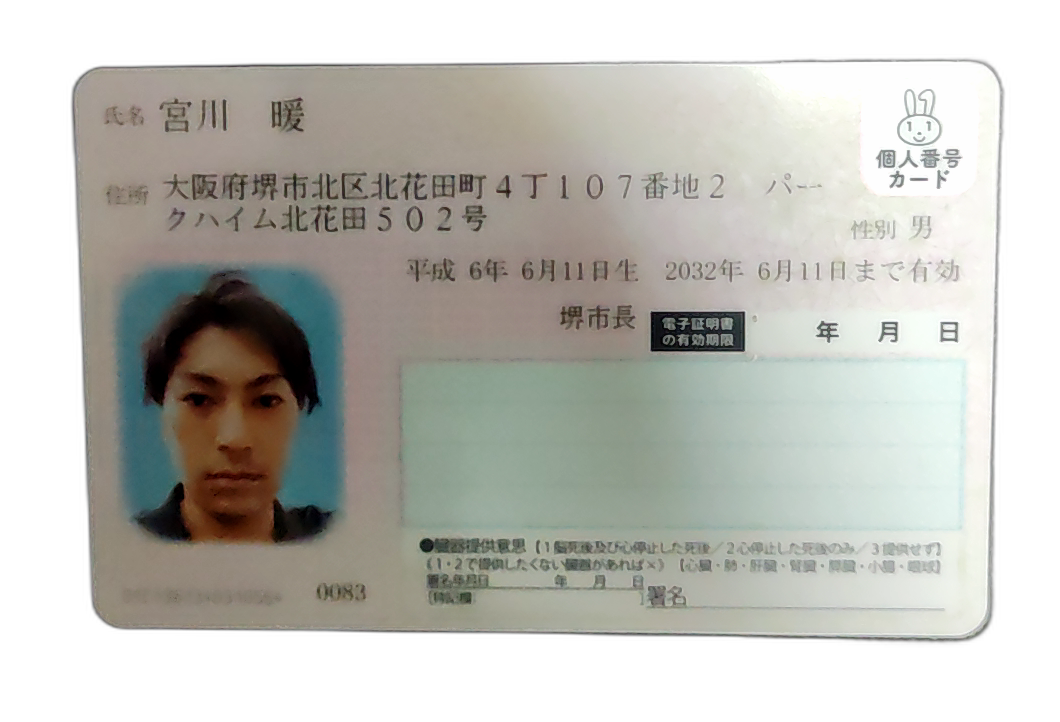 氏名 宮川 暖
個人番号
カード
住所 大阪府堺市北区北花田町4丁107番地2 パー
クハイム北花田502号
性別 男
平成 6年 6月11日生 2032年 6月11日まで有効
堺市長 電子証明書
の有効期限
年 月 日
●臓器提供意思【1脳死後及び心停止した死後/2心停止した死後のみ/3提供せず】
《1・2で提供したくない臓器があれば×》【心臓・肺・肝臓・腎臓・膵臓・小腸・眼球】
署名年月日 年 月 日
【特記欄 】署名
0083